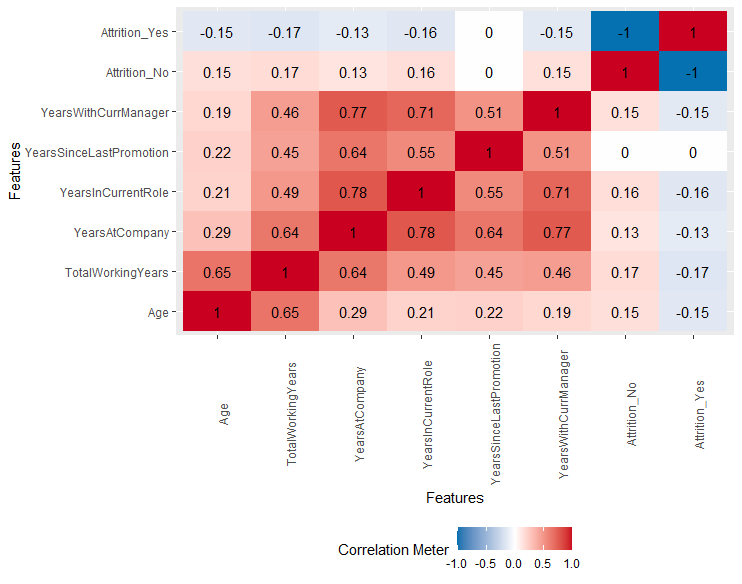 Attrition_Yes -0.15 -0.17 -0.13 -0.16 0 -0.15 -1 1
Attrition_No 0.15 0.17 0.13 0.16 0 0.15 1 -1
YearsWithCurrManager 0.19 0.46 0.77 0.71 0.51 1 0.15 -0.15
YearsSinceLastPromotion 0.22 0.45 0.64 0.55 1 0.51 0 0
YearsInCurrentRole 0.21 0.49 0.78 1 0.55 0.71 0.16 -0.16
YearsAtCompany 0.29 0.64 1 0.78 0.64 0.77 0.13 -0.13
TotalWorkingYears 0.65 1 0.64 0.49 0.45 0.46 0.17 -0.17
Age 1 0.65 0.29 0.21 0.22 0.19 0.15 -0.15
Features
Age
TotalWorkingYears
YearsAtCompany
YearsInCurrentRole
YearsSinceLastPromotion
YearsWithCurrManager
Attrition_No
Attrition_Yes
Features
Correlation Meter
-1.0 -0.5 0.0 0.5 1.0